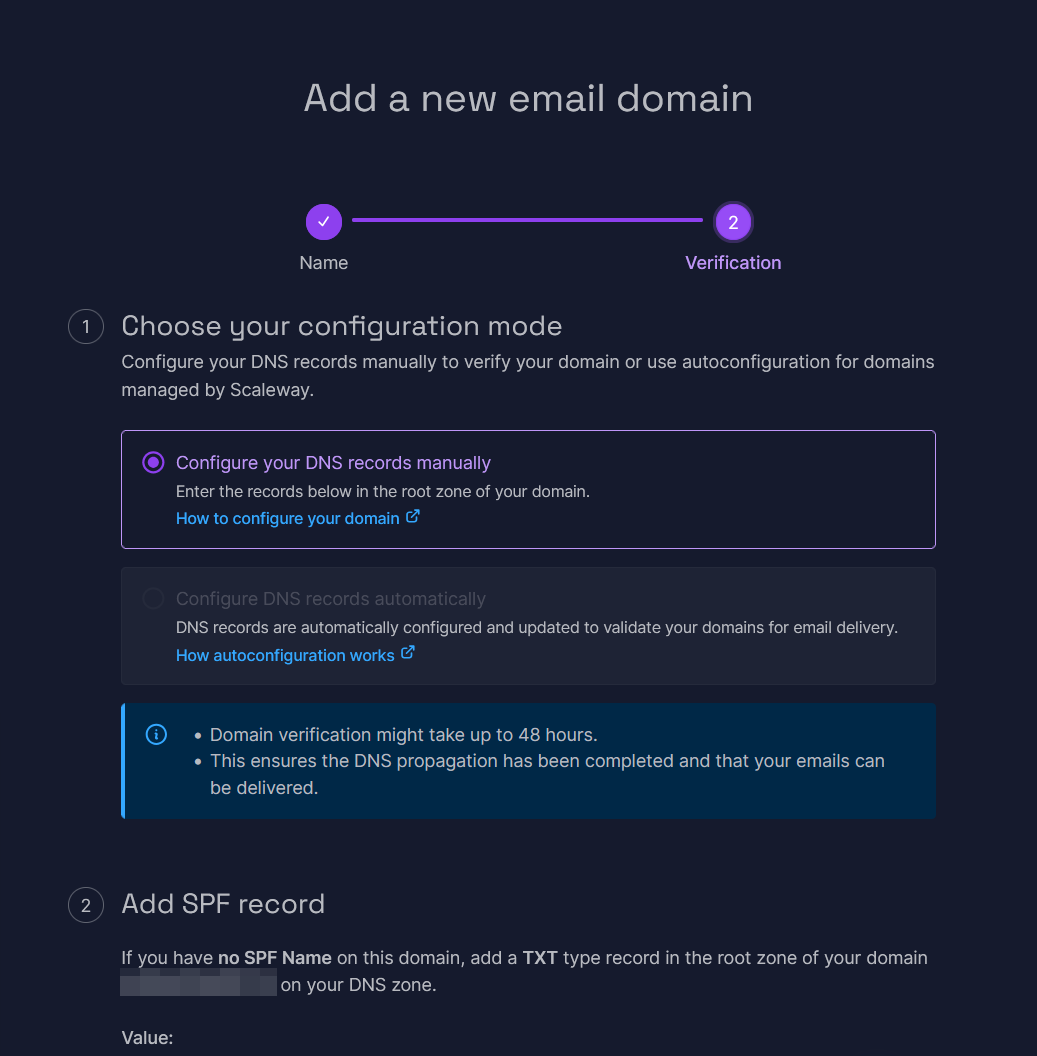 Add a new email domain
2
Name
Verification
1
Choose your configuration mode
Configure your DNS records manually to verify your domain or use autoconfiguration for domains
managed by Scaleway.
Configure your DNS records manually
Enter the records below in the root zone of your domain.
How to configure your domain
Configure DNS records automatically
DNS records are automatically configured and updated to validate your domains for email delivery.
How autoconfiguration works
• Domain verification might take up to 48 hours.
• This ensures the DNS propagation has been completed and that your emails can
be delivered.
2
Add SPF record
If you have no SPF Name on this domain, add a TXT type record in the root zone of your domain
on your DNS zone.
Value: